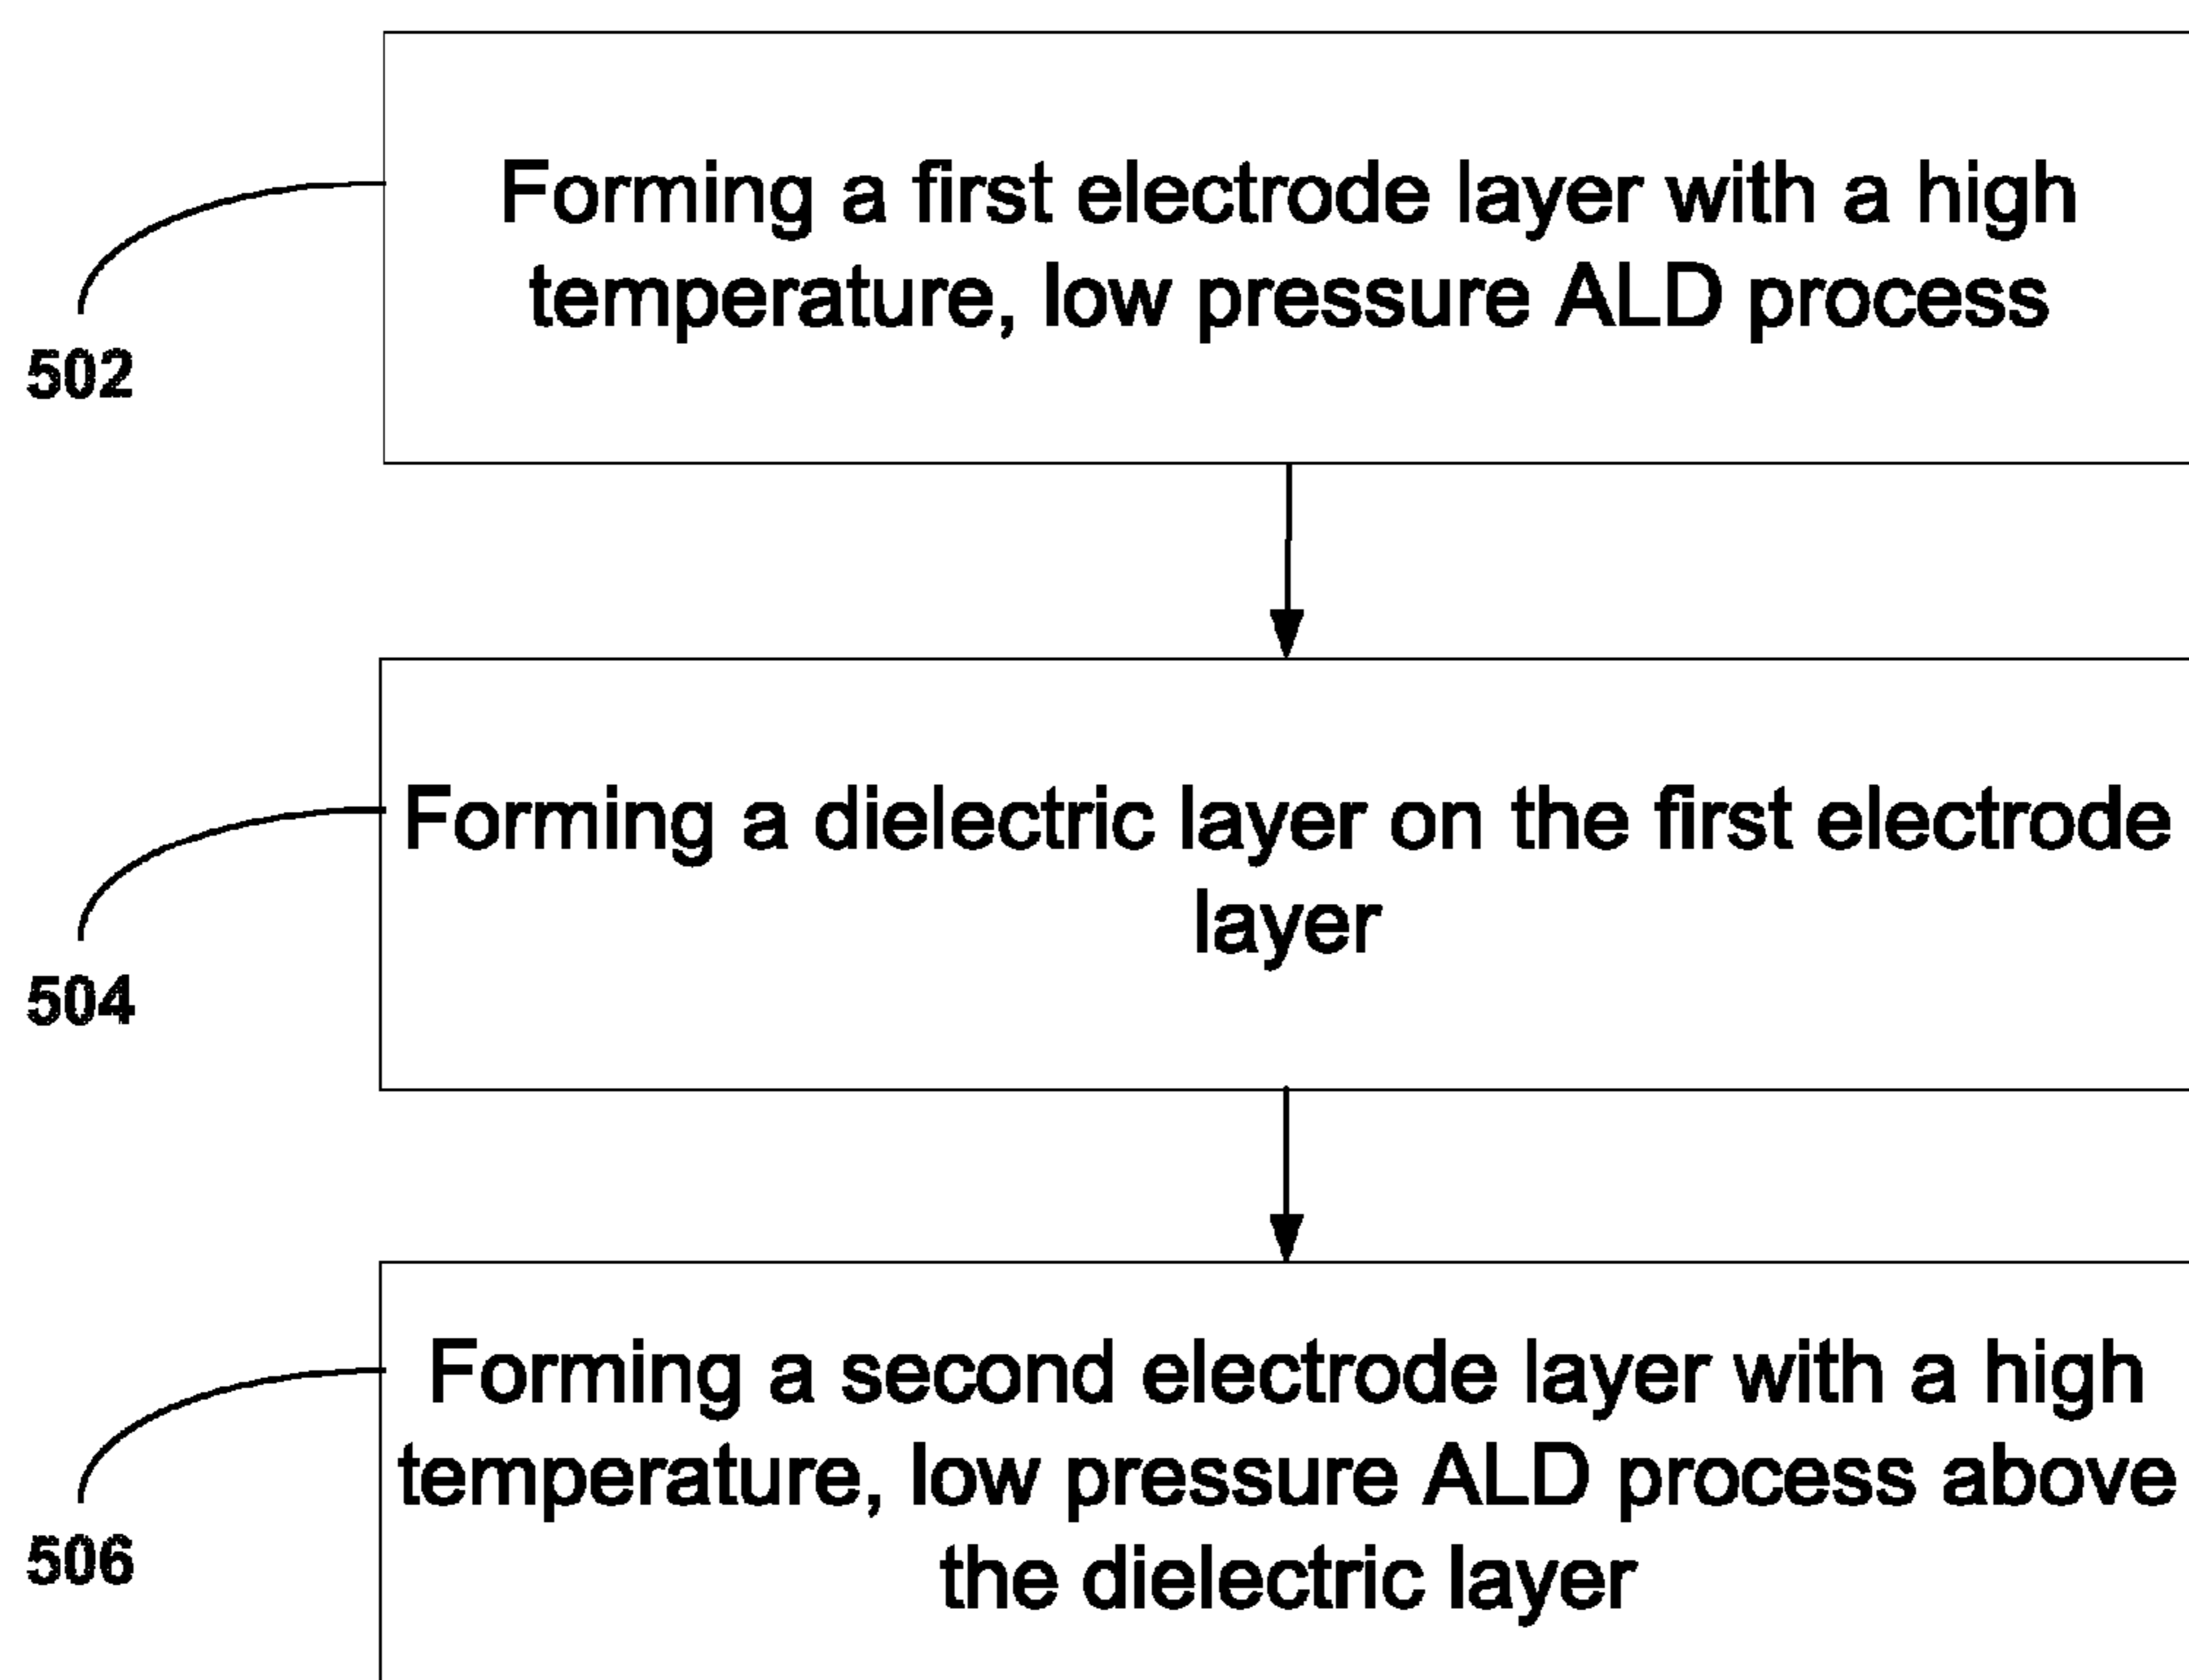 Forming a first electrode layer with a high
temperature, low pressure ALD process
502
Forming a dielectric layer on the first electrode
layer
504
Forming a second electrode layer with a high
temperature, low pressure ALD process above
the dielectric layer
506